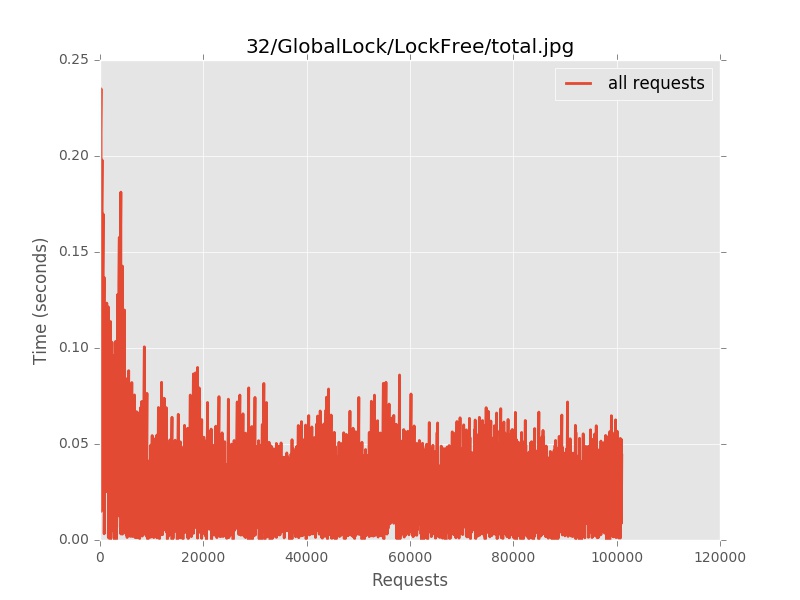 32/GlobalLock/LockFree/total.jpg
all requests
0.25
0.20
0.15
0.10
0.05
0.00
Time (seconds)
0 20000 40000 60000 80000 100000 120000
Requests